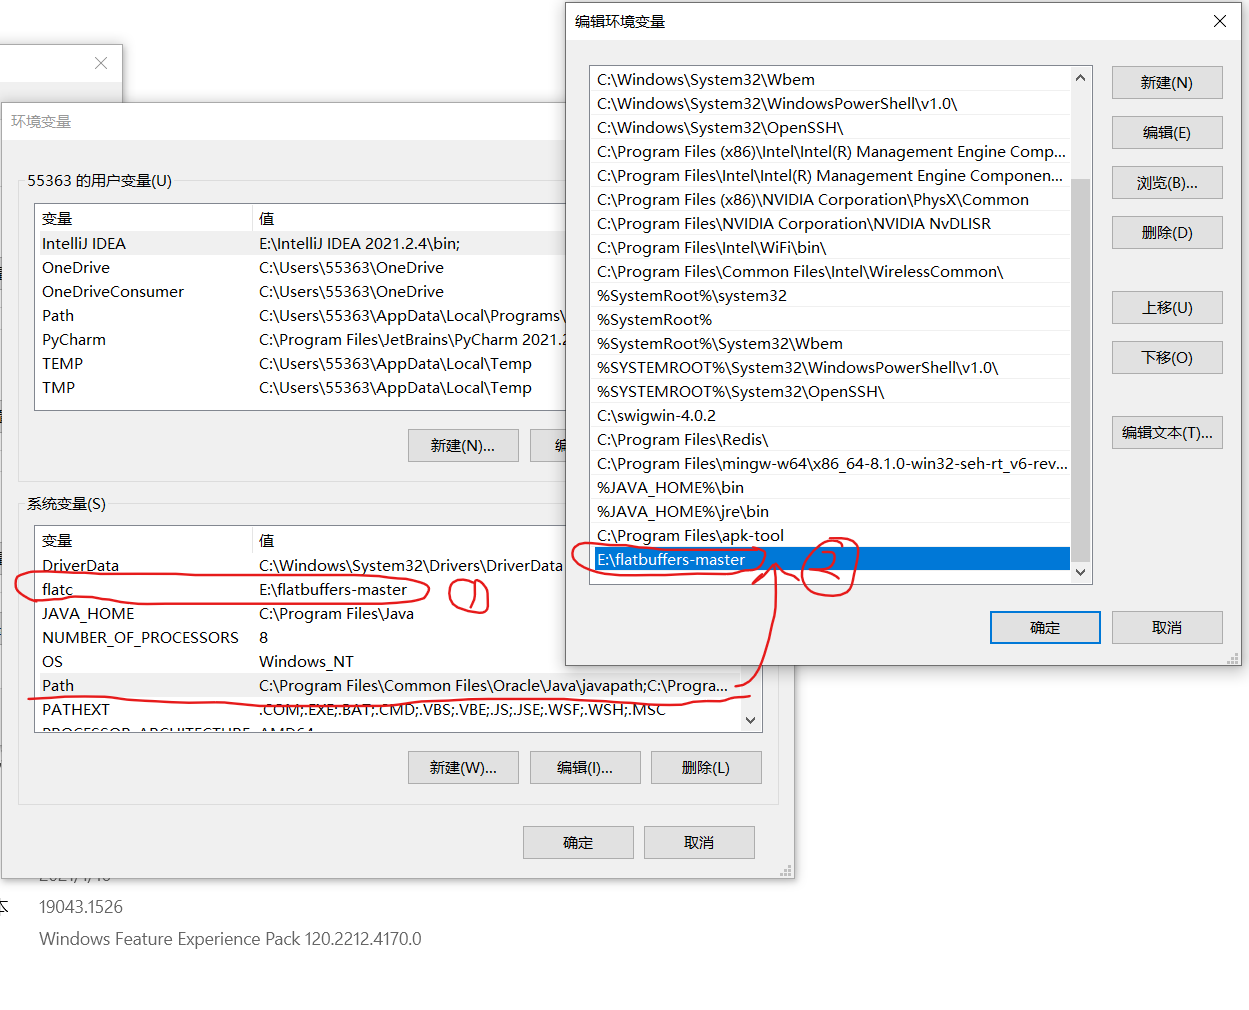 编辑环境变量
C:\Windows\System32\Wbem
C:\Windows\System32\WindowsPowerShell\v1.0\
C:\Windows\System32\OpenSSH\
C:\Program Files (x86)\Intel\Intel(R) Management Engine Comp...
C:\Program Files\Intel\Intel(R) Management Engine Componen...
C:\Program Files (x86)\NVIDIA Corporation\PhysX\Common
C:\Program Files\NVIDIA Corporation\NVIDIA NvDLISR
C:\Program Files\Intel\WiFi\bin\
C:\Program Files\Common Files\Intel\WirelessCommon\
%SystemRoot%\system32
%SystemRoot%
%SystemRoot%\System32\Wbem
%SYSTEMROOT%\System32\WindowsPowerShell\v1.0\
%SYSTEMROOT%\System32\OpenSSH\
C:\swigwin-4.0.2
C:\Program Files\Redis\
C:\Program Files\mingw-w64\x86_64-8.1.0-win32-seh-rt_v6-rev...
%JAVA_HOME%\bin
%JAVA_HOME%\jre\bin
C:\Program Files\apk-tool
E:\flatbuffers-master
2
新建(N)
编辑(E)
浏览(B)...
删除(D)
上移(U)
下移(O)
编辑文本(T)...
确定 取消
环境变量
55363 的用户变量(U)
变量 值
IntelliJ IDEA E:\IntelliJ IDEA 2021.2.4\bin;
OneDrive C:\Users\55363\OneDrive
OneDriveConsumer C:\Users\55363\OneDrive
Path C:\Users\55363\AppData\Local\Programs\
PyCharm C:\Program Files\JetBrains\PyCharm 2021.2
TEMP C:\Users\55363\AppData\Local\Temp
TMP C:\Users\55363\AppData\Local\Temp
新建(N)... 编
系统变量(S)
变量 值
DriverData C:\Windows\System32\Drivers\DriverData
flatc E:\flatbuffers-master 1
JAVA_HOME C:\Program Files\Java
NUMBER_OF_PROCESSORS 8
OS Windows_NT
Path C:\Program Files\Common Files\Oracle\Java\javapath;C:\Progra...
PATHEXT .COM;.EXE;.BAT;.CMD;.VBS;.VBE;.JS;.JSE;.WSF;.WSH;.MSC
PROCESSOR_ARCHITECTURE AMD64
新建(W)... 编辑(I)... 删除(L)
确定 取消
本 19043.1526
Windows Feature Experience Pack 120.2212.4170.0